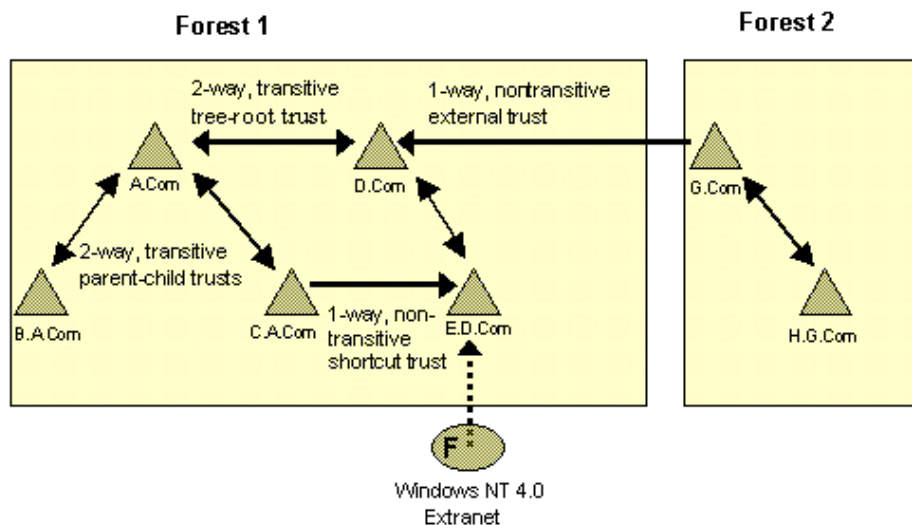 Forest 1
Forest 2
2-way, transitive
tree-root trust
1-way, nontransitive
external trust
A.Com
D.Com
G.Com
2-way, transitive
parent-child trusts
B.A.Com
C.A.Com
1-way, non-
transitive
shortcut trust
E.D.Com
H.G.Com
F
Windows NT 4.0
Extranet